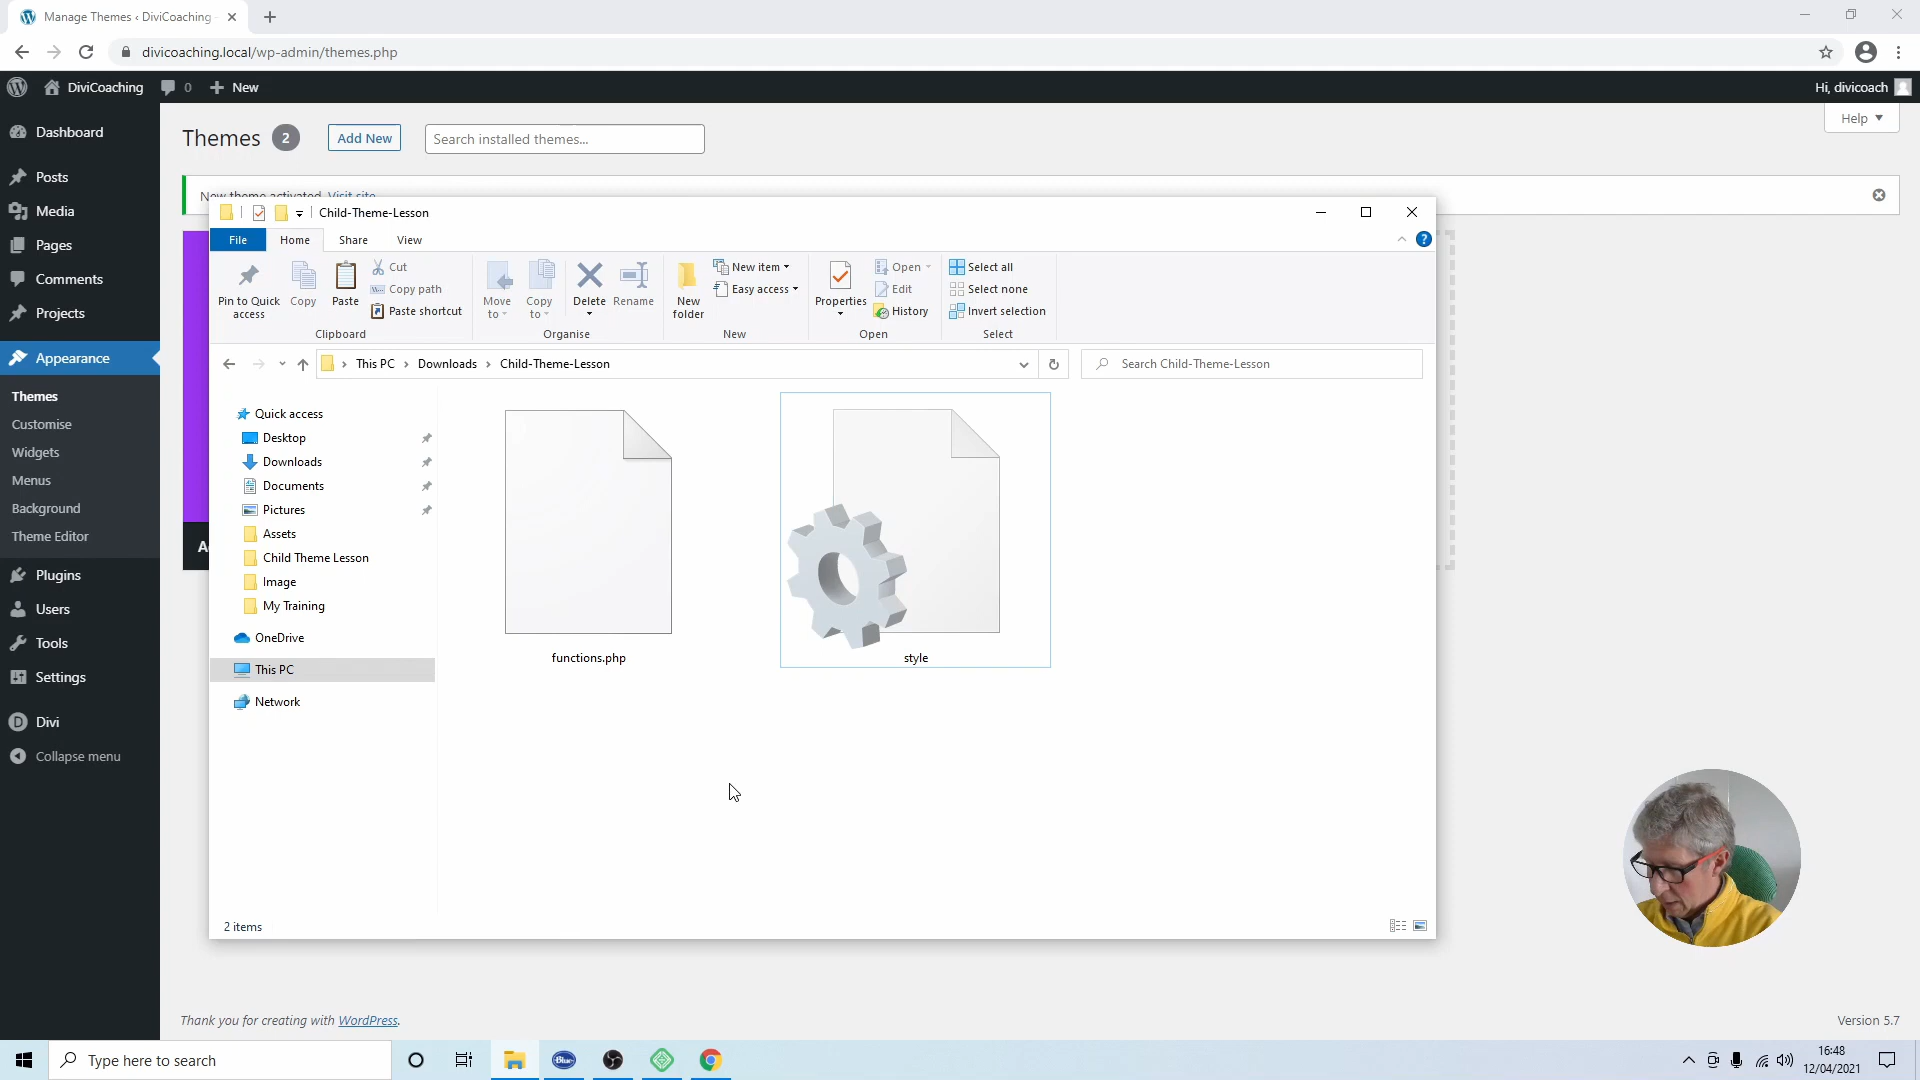 Manage Themes ‹ DiviCoaching
divicoaching.local/wp-admin/themes.php
DiviCoaching
0
New
Hi, divicoach
Dashboard
Posts
Media
Pages
Comments
Projects
Appearance
Themes
Customise
Widgets
Menus
Background
Theme Editor
Plugins
Users
Tools
Settings
Divi
Collapse menu
Themes 2
Add New
Search installed themes...
Help
New theme activated. Visit site
Child-Theme-Lesson
File
Home
Share
View
Pin to Quick
access
Copy
Paste
Cut
Copy path
Paste shortcut
Clipboard
Move
to
Copy
to
Delete
Rename
Organise
New
folder
New item
Easy access
New
Properties
Open
Edit
History
Open
Select all
Select none
Invert selection
Select
This PC
Downloads
Child-Theme-Lesson
Search Child-Theme-Lesson
Quick access
Desktop
Downloads
Documents
Pictures
Assets
Child Theme Lesson
Image
My Training
OneDrive
This PC
Network
functions.php
style
2 items
Thank you for creating with WordPress.
Version 5.7
Type here to search
Blue
16:48
12/04/2021